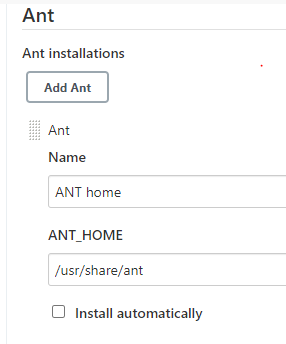 Ant
Ant installations
Add Ant
Ant
Name
ANT home
ANT_HOME
/usr/share/ant
Install automatically